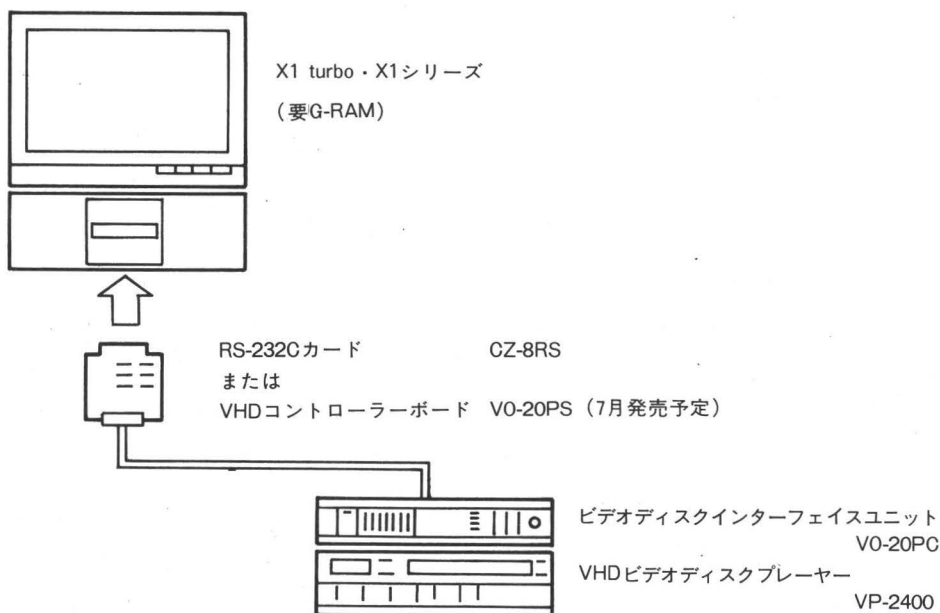 X1 turbo・X1シリーズ
(要G-RAM)
RS-232Cカード CZ-8RS
または
VHDコントローラーボード VO-20PS (7月発売予定)
ビデオディスクインターフェイスユニット
VO-20PC
VHDビデオディスクプレーヤー
VP-2400